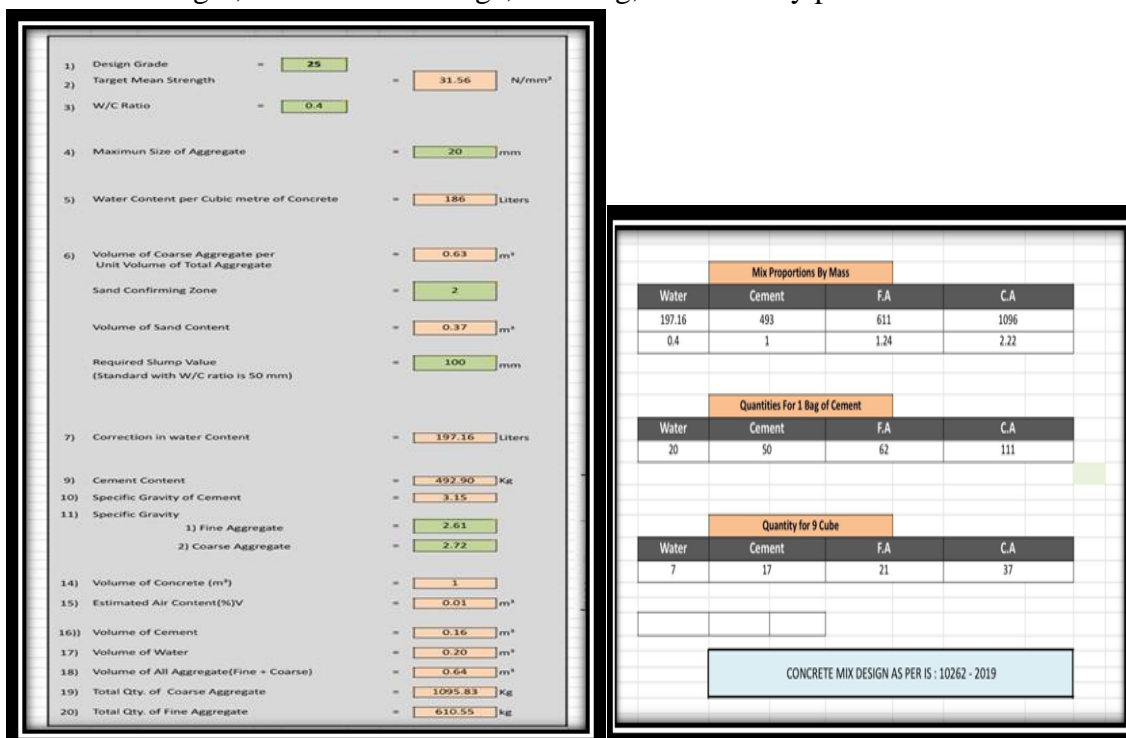 1) Design Grade = 25
2) Target Mean Strength = 31.56 N/mm²
3) W/C Ratio = 0.4
4) Maximun Size of Aggregate = 20 mm
5) Water Content per Cubic metre of Concrete = 186 Liters
6) Volume of Coarse Aggregate per = 0.63 m³
Unit Volume of Total Aggregate
Sand Confirming Zone = 2
Volume of Sand Content = 0.37 m³
Required Slump Value = 100 mm
(Standard with W/C ratio is 50 mm)
7) Correction in water Content = 197.16 Liters
9) Cement Content = 492.90 Kg
10) Specific Gravity of Cement = 3.15
11) Specific Gravity
1) Fine Aggregate = 2.61
2) Coarse Aggregate = 2.72
14) Volume of Concrete (m³) = 1
15) Estimated Air Content(%)V = 0.01 m³
16)) Volume of Cement = 0.16 m³
17) Volume of Water = 0.20 m³
18) Volume of All Aggregate(Fine + Coarse) = 0.64 m³
19) Total Qty. of Coarse Aggregate = 1095.83 Kg
20) Total Qty. of Fine Aggregate = 610.55 kg
Mix Proportions By Mass
Water Cement F.A C.A
197.16 493 611 1096
0.4 1 1.24 2.22
Quantities For 1 Bag of Cement
Water Cement F.A C.A
20 50 62 111
Quantity for 9 Cube
Water Cement F.A C.A
7 17 21 37
CONCRETE MIX DESIGN AS PER IS : 10262 - 2019